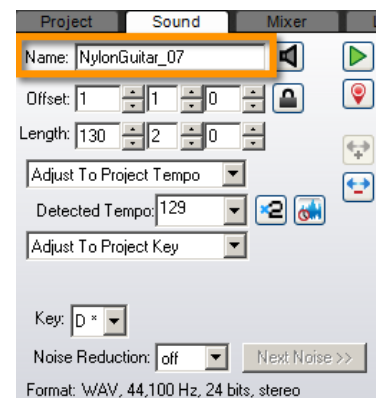 Project Sound Mixer L
Name: NylonGuitar_07
Offset: 1 1 0
Length: 130 2 0
Adjust To Project Tempo
Detected Tempo: 129 2
Adjust To Project Key
Key: D *
Noise Reduction: off Next Noise >>
Format: WAV, 44,100 Hz, 24 bits, stereo